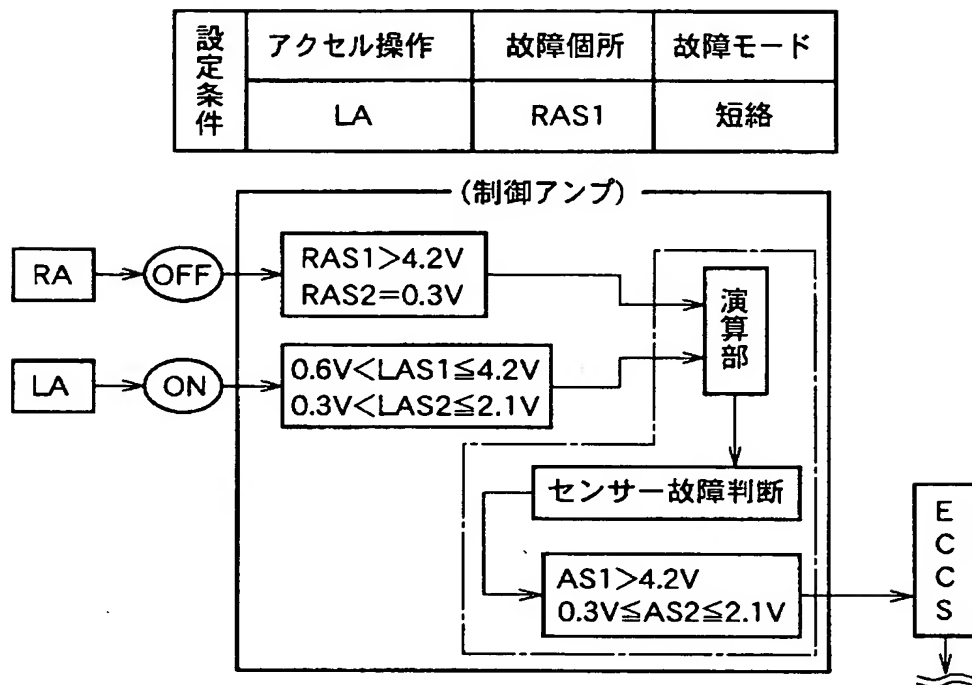 設定条件
アクセル操作 故障個所 故障モード
LA RAS1 短絡
(制御アンプ)
RA OFF
RAS1>4.2V
RAS2=0.3V
演算部
LA ON
0.6V<LAS1≦4.2V
0.3V<LAS2≦2.1V
センサー故障判断
AS1>4.2V
0.3V≦AS2≦2.1V
ECCS